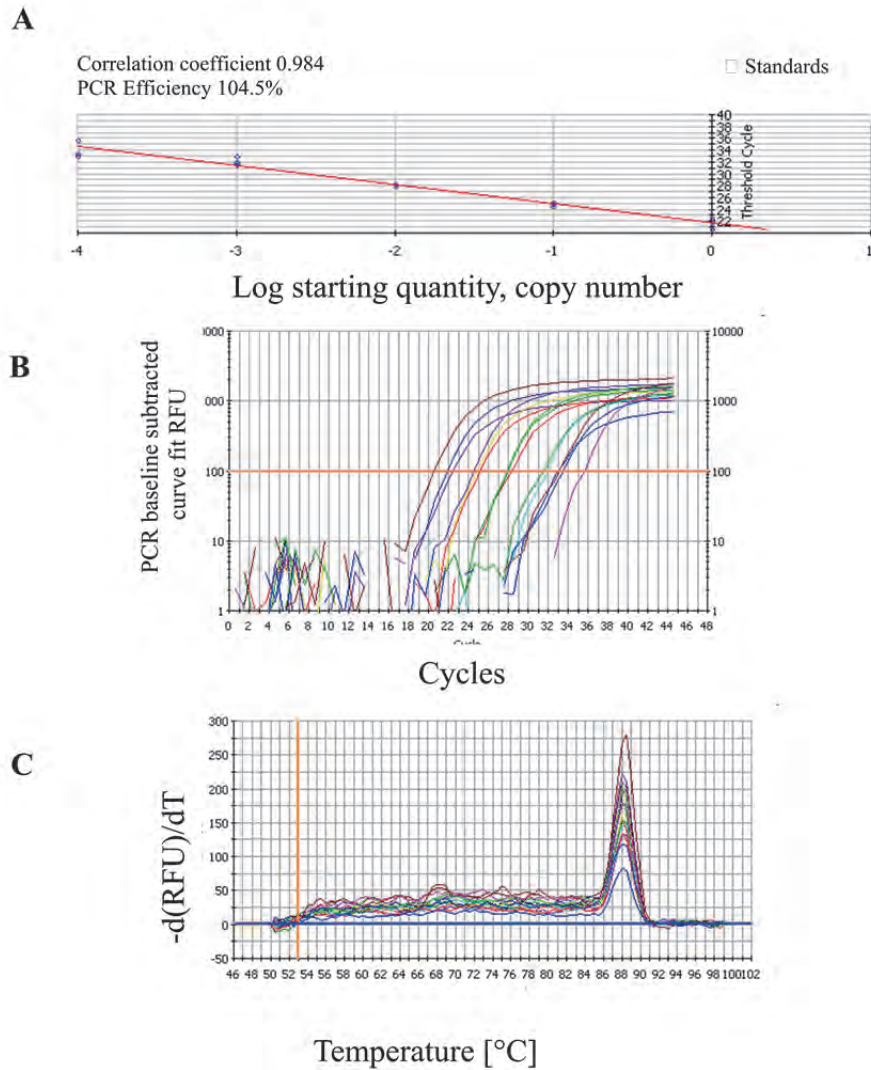 A
Correlation coefficient 0.984
PCR Efficiency 104.5%
Standards
40
38
36
34
32
30
28
26
24
22
Threshold Cycle
-4 -3 -2 -1 0 1
Log starting quantity, copy number
B
PCR baseline subtracted
curve fit RFU
0000 10000
000 1000
100 100
10 10
1 1
0 2 4 6 8 10 12 14 16 18 20 22 24 26 28 30 32 34 36 38 40 42 44 46 48
Cycles
C
-d(RFU)/dT
300
250
200
150
100
50
0
-50
46 48 50 52 54 56 58 60 62 64 66 68 70 72 74 76 78 80 82 84 86 88 90 92 94 96 98 100 102
Temperature [°C]